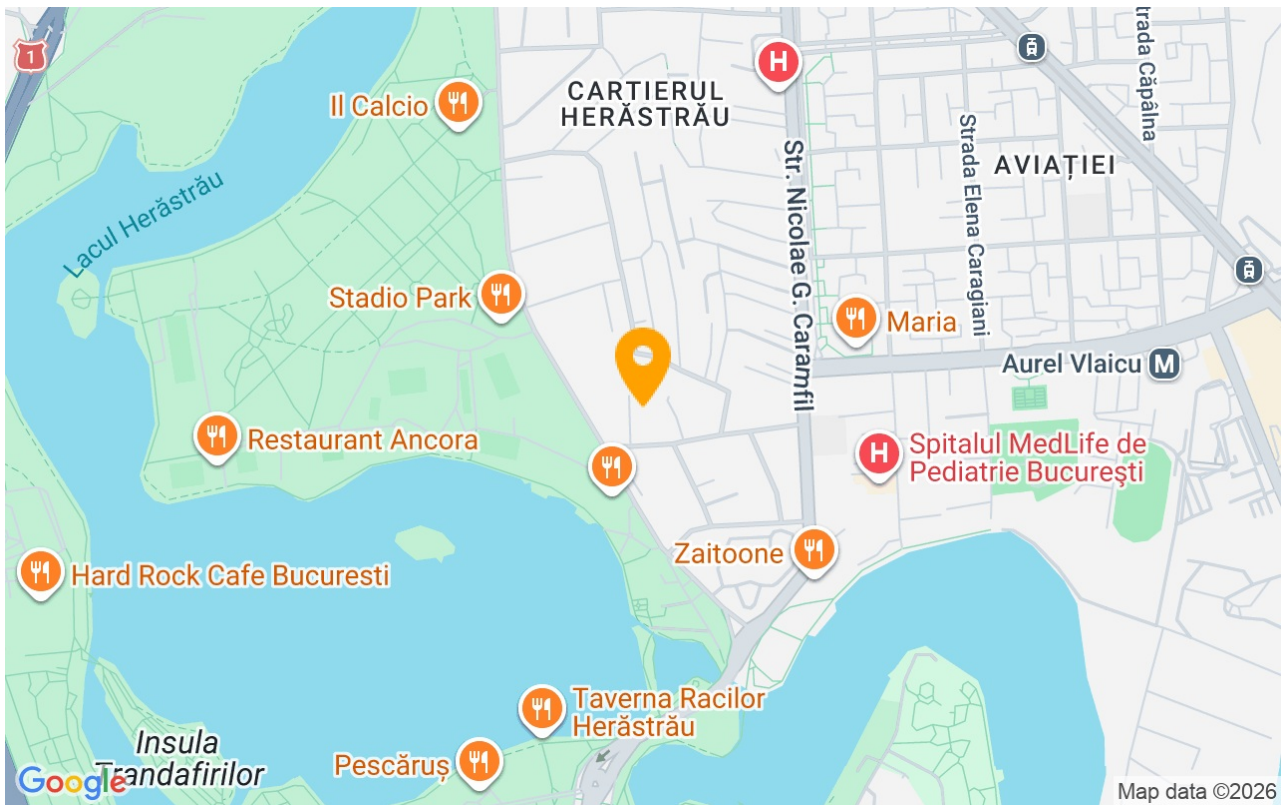 1
Il Calcio
CARTIERUL
HERĂSTRĂU
H
trada Căpâlna
Strada Elena Caragiani
AVIAȚIEI
Str. Nicolae G. Caramfil
Lacul Herăstrău
Stadio Park
Maria
Aurel Vlaicu M
Restaurant Ancora
H
Spitalul MedLife de
Pediatrie Bucureşti
Zaitoone
Hard Rock Cafe Bucuresti
Taverna Racilor
Herăstrău
Insula
Trandafirilor
Pescăruș
Google
Map data ©2026